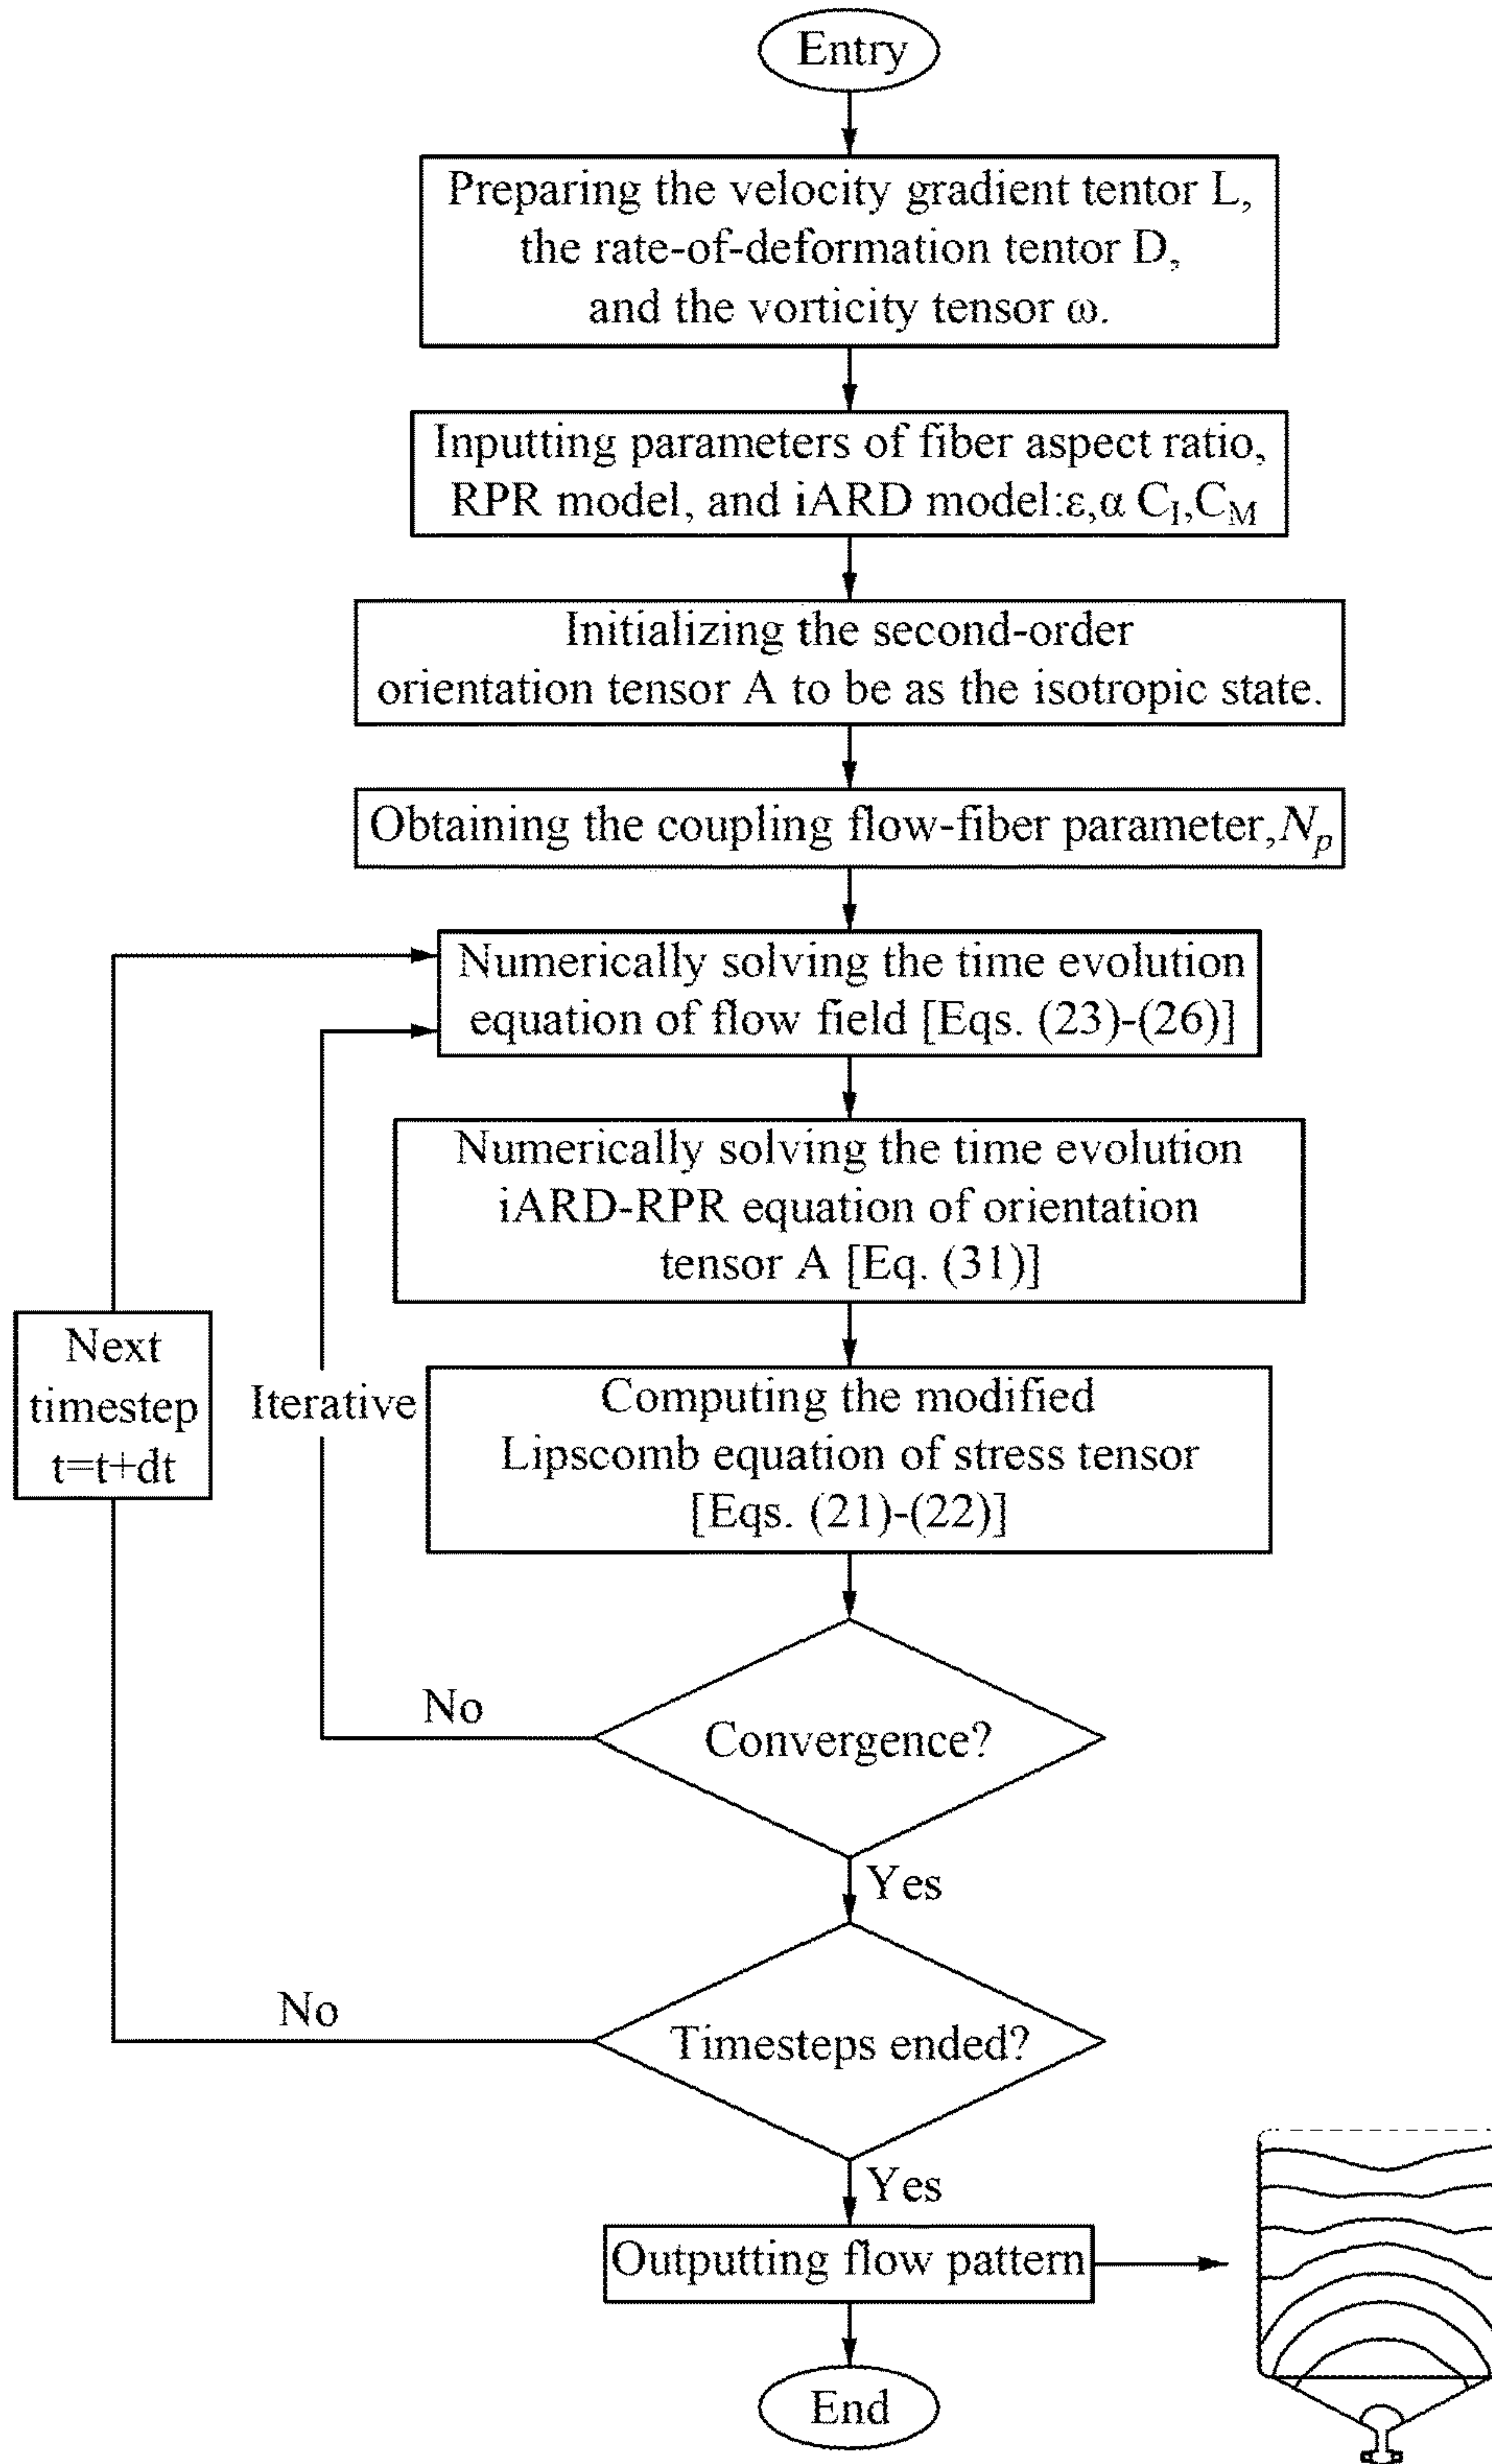 Entry
Preparing the velocity gradient tentor L,
the rate-of-deformation tentor D,
and the vorticity tensor ω.
Inputting parameters of fiber aspect ratio,
RPR model, and iARD model:ε,α C_I,C_M
Initializing the second-order
orientation tensor A to be as the isotropic state.
Obtaining the coupling flow-fiber parameter,N_p
Numerically solving the time evolution
equation of flow field [Eqs. (23)-(26)]
Numerically solving the time evolution
iARD-RPR equation of orientation
tensor A [Eq. (31)]
Next
timestep
t=t+dt
Iterative
Computing the modified
Lipscomb equation of stress tensor
[Eqs. (21)-(22)]
No
Convergence?
Yes
No
Timesteps ended?
Yes
Outputting flow pattern
End